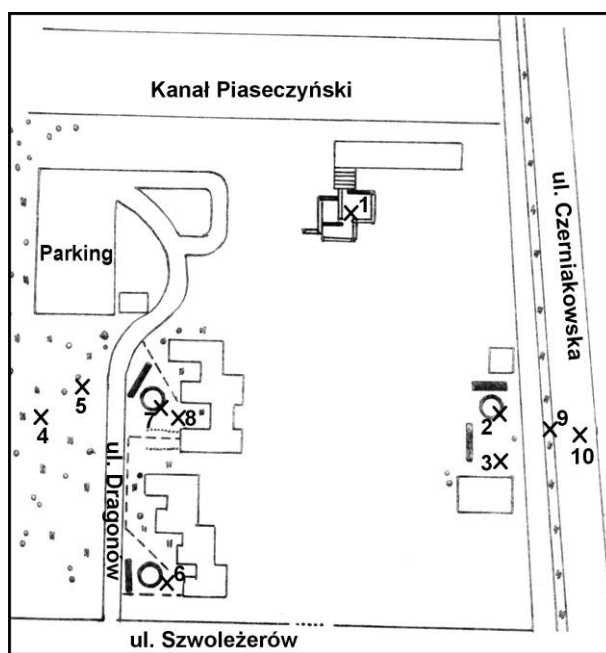 Kanał Piaseczyński
ul. Czerniakowska
1
Parking
5
4
7
8
2
9
10
3
ul. Dragonów
6
ul. Szwoleżerów